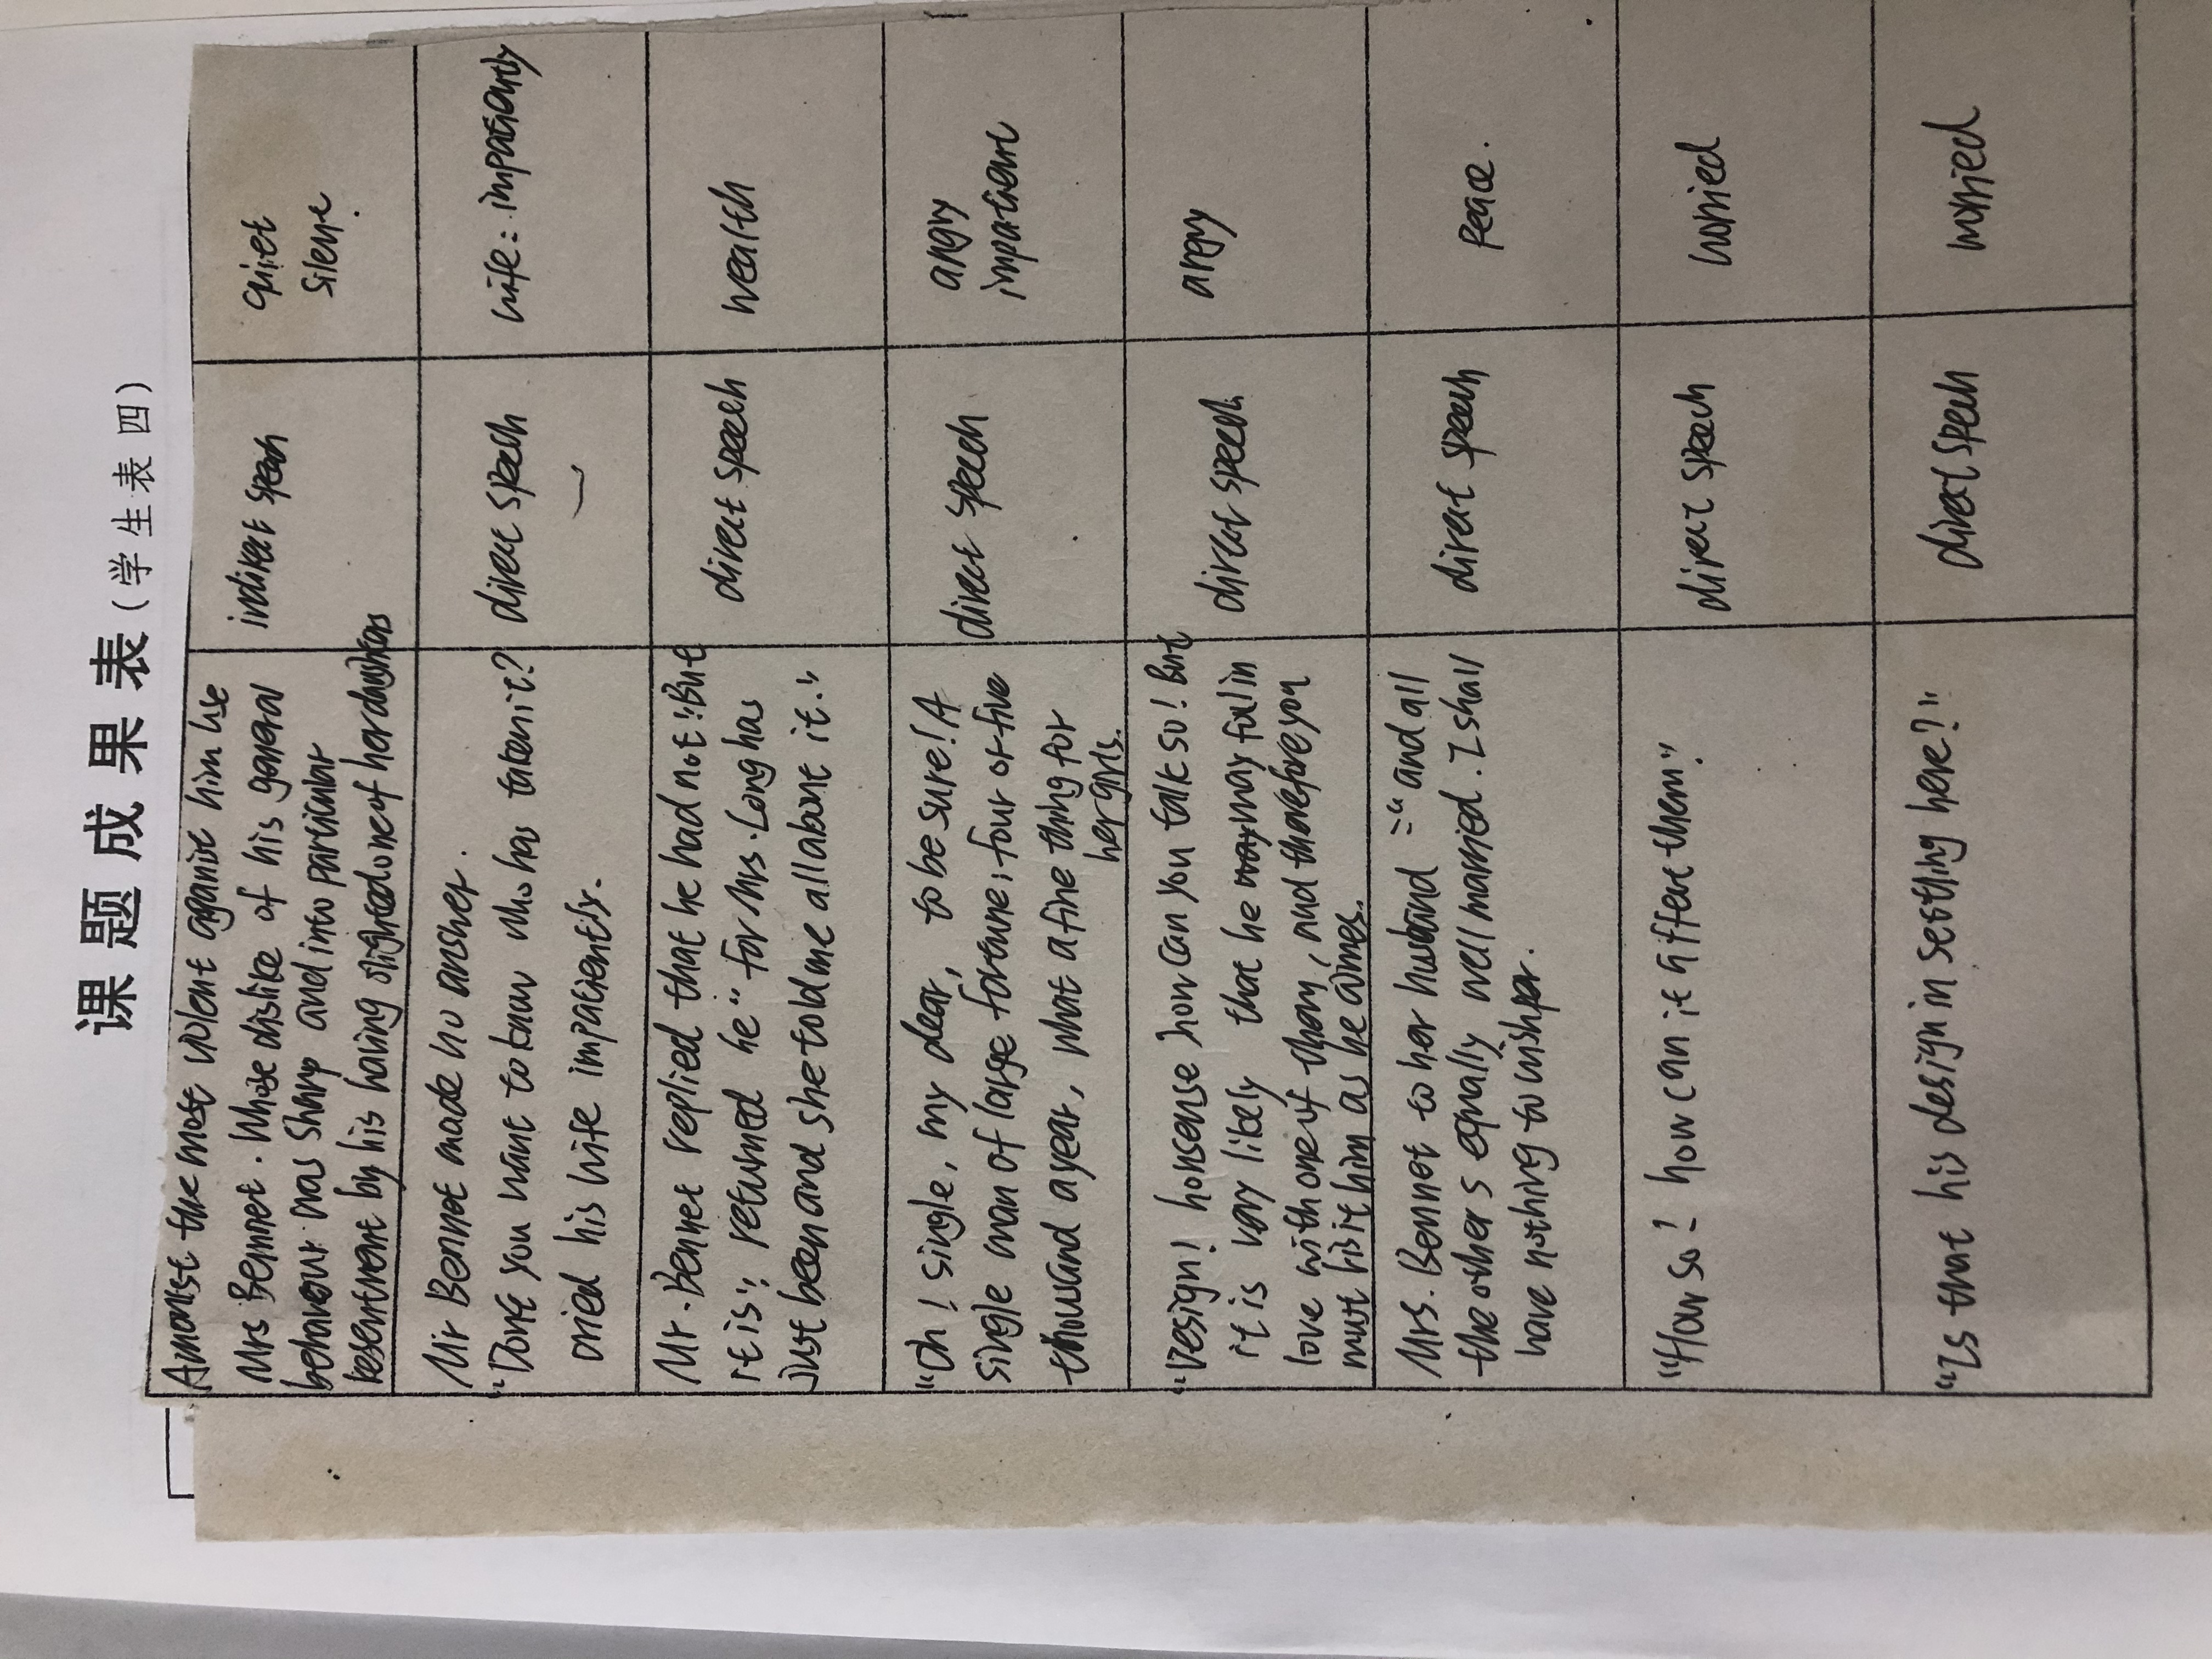 课题成果表（学生表四）
Amongst the most violent against him was
Mrs Bennet. Whose dislike of his general
behaviour was sharp and into particular
resentment by his having slighted one of her daughters
indirect speech
quiet
silence.
Mr Bennet made no answer.
"Dont you want to know who has taken it?
cried his wife impatiently.
direct speech
wife: impatiently
Mr. Bennet replied that he had not "But
it is", returned he "for Mrs. Long has
just been and she told me all about it."
direct speech
wealth
"Oh! single, my dear, to be sure! A
single man of large fortune; four or five
thousand a year, what a fine thing for
her girls.
direct speech
angry
impatient
"Design! nonsense how can you talk so! But
it is very likely that he may fall in
love with one of them, and therefore you
must visit him as he comes.
direct speech
angry
Mrs. Bennet to her husband :" and all
the others equally well married. I shall
have nothing to wish for.
direct speech
peace.
"How so? how can it affect them"
direct speech
worried
"Is that his design in setthing here?"
direct speech
worried